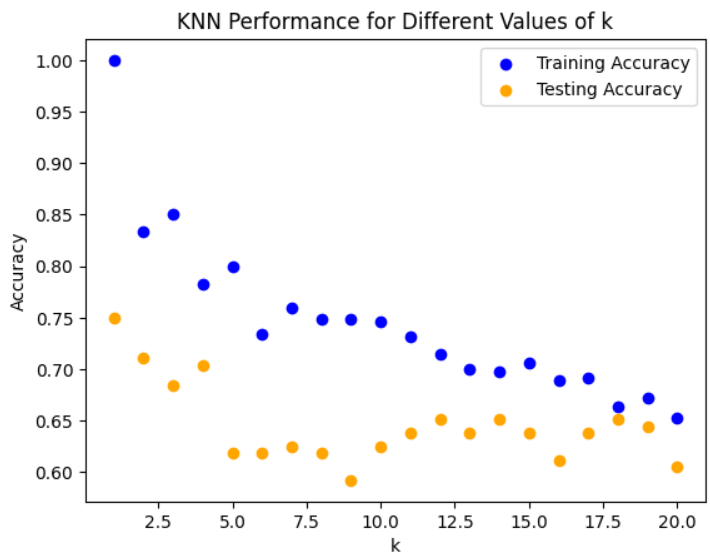 KNN Performance for Different Values of k
Training Accuracy
Testing Accuracy
Accuracy
1.00
0.95
0.90
0.85
0.80
0.75
0.70
0.65
0.60
2.5 5.0 7.5 10.0 12.5 15.0 17.5 20.0
k